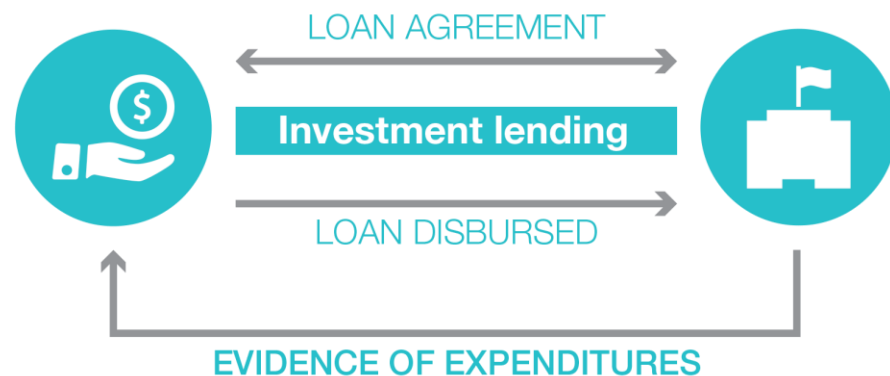 LOAN AGREEMENT
$
Investment lending
LOAN DISBURSED
EVIDENCE OF EXPENDITURES